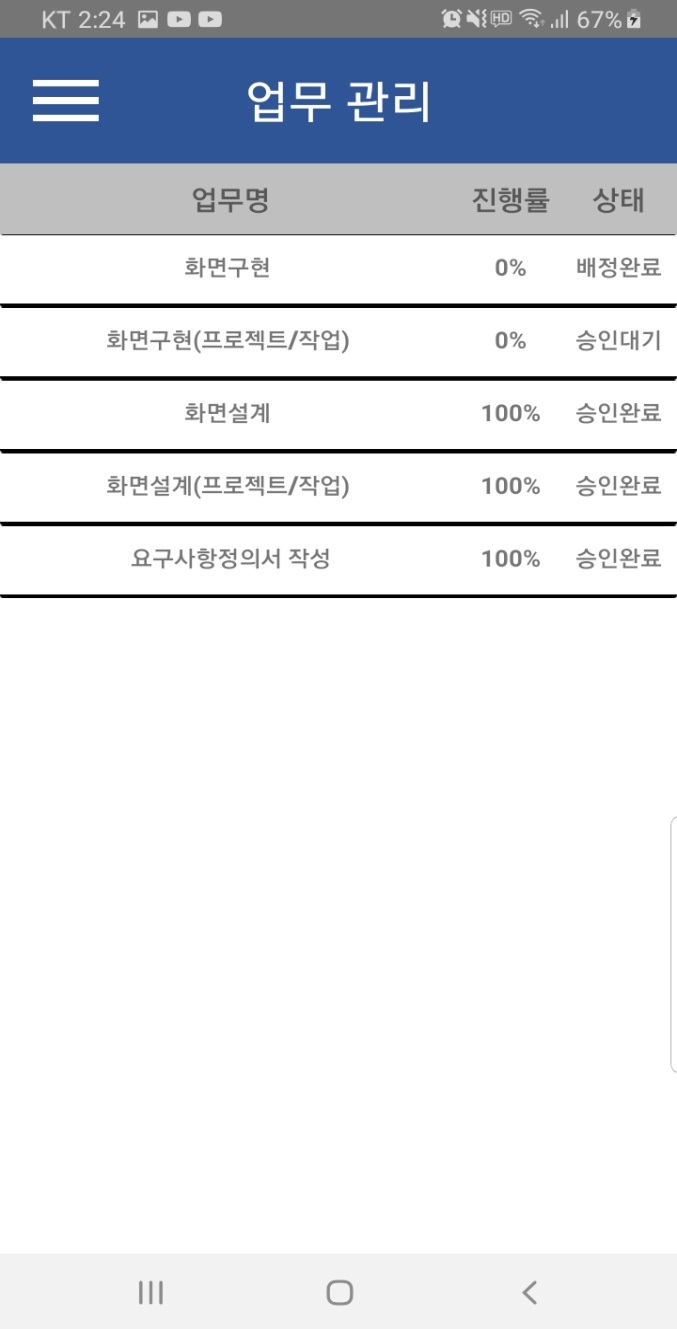 KT 2:24 HD 67%
업무 관리
업무명 진행률 상태
화면구현 0% 배정완료
화면구현(프로젝트/작업) 0% 승인대기
화면설계 100% 승인완료
화면설계(프로젝트/작업) 100% 승인완료
요구사항정의서 작성 100% 승인완료